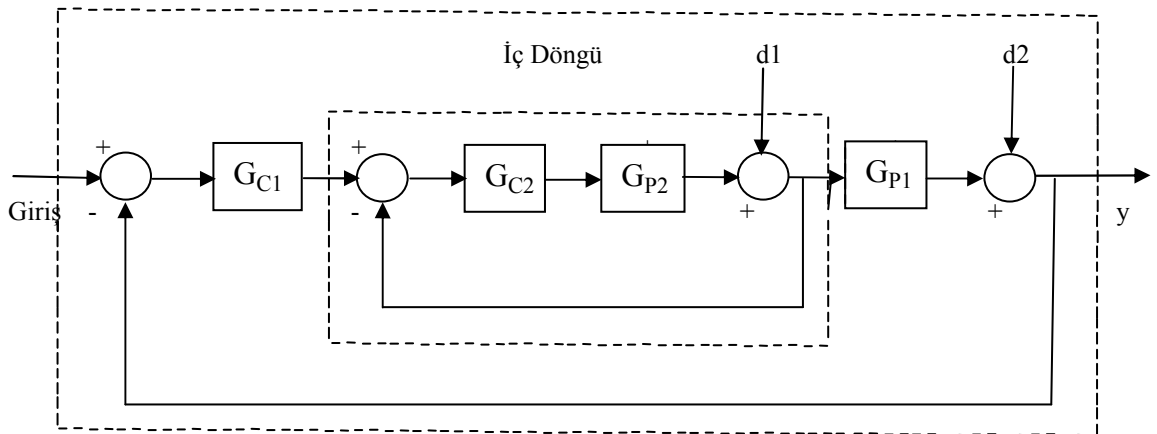 İç Döngü
d1
d2
+
+
G_C1
G_C2
G_P2
G_P1
Giriş
-
-
+
+
y